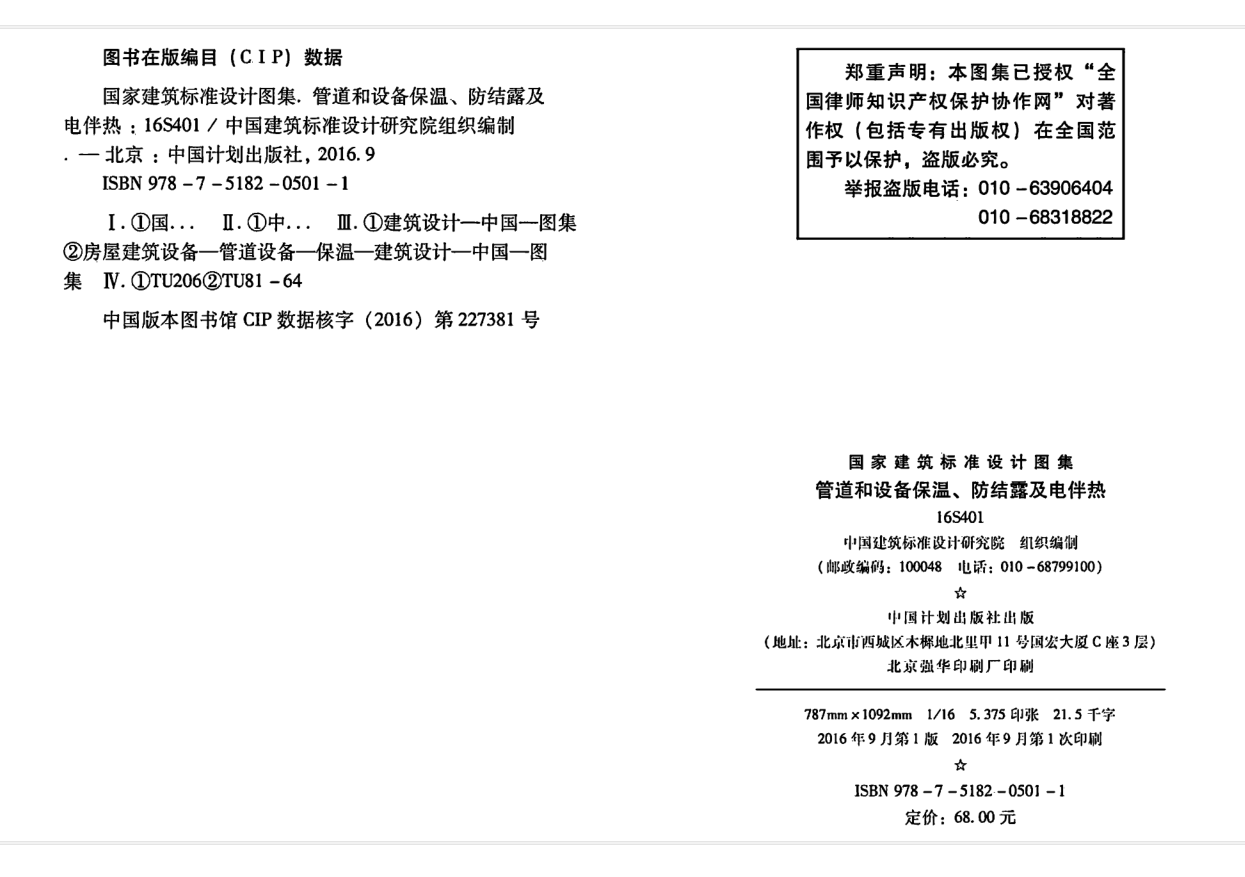 图书在版编目（CIP）数据
国家建筑标准设计图集. 管道和设备保温、防结露及
电伴热：16S401 / 中国建筑标准设计研究院组织编制
. — 北京：中国计划出版社, 2016.9
ISBN 978-7-5182-0501-1
Ⅰ.①国... Ⅱ.①中... Ⅲ.①建筑设计—中国—图集
②房屋建筑设备—管道设备—保温—建筑设计—中国—图
集 Ⅳ.①TU206②TU81-64
中国版本图书馆 CIP 数据核字（2016）第 227381 号
郑重声明：本图集已授权“全
国律师知识产权保护协作网”对著
作权（包括专有出版权）在全国范
围予以保护，盗版必究。
举报盗版电话：010-63906404
010-68318822
国家建筑标准设计图集
管道和设备保温、防结露及电伴热
16S401
中国建筑标准设计研究院 组织编制
（邮政编码：100048 电话：010-68799100）
☆
中国计划出版社出版
（地址：北京市西城区木樨地北里甲 11 号国宏大厦 C 座 3 层）
北京强华印刷厂印刷
787mm×1092mm 1/16 5.375 印张 21.5 千字
2016 年 9 月第 1 版 2016 年 9 月第 1 次印刷
☆
ISBN 978-7-5182-0501-1
定价：68.00 元